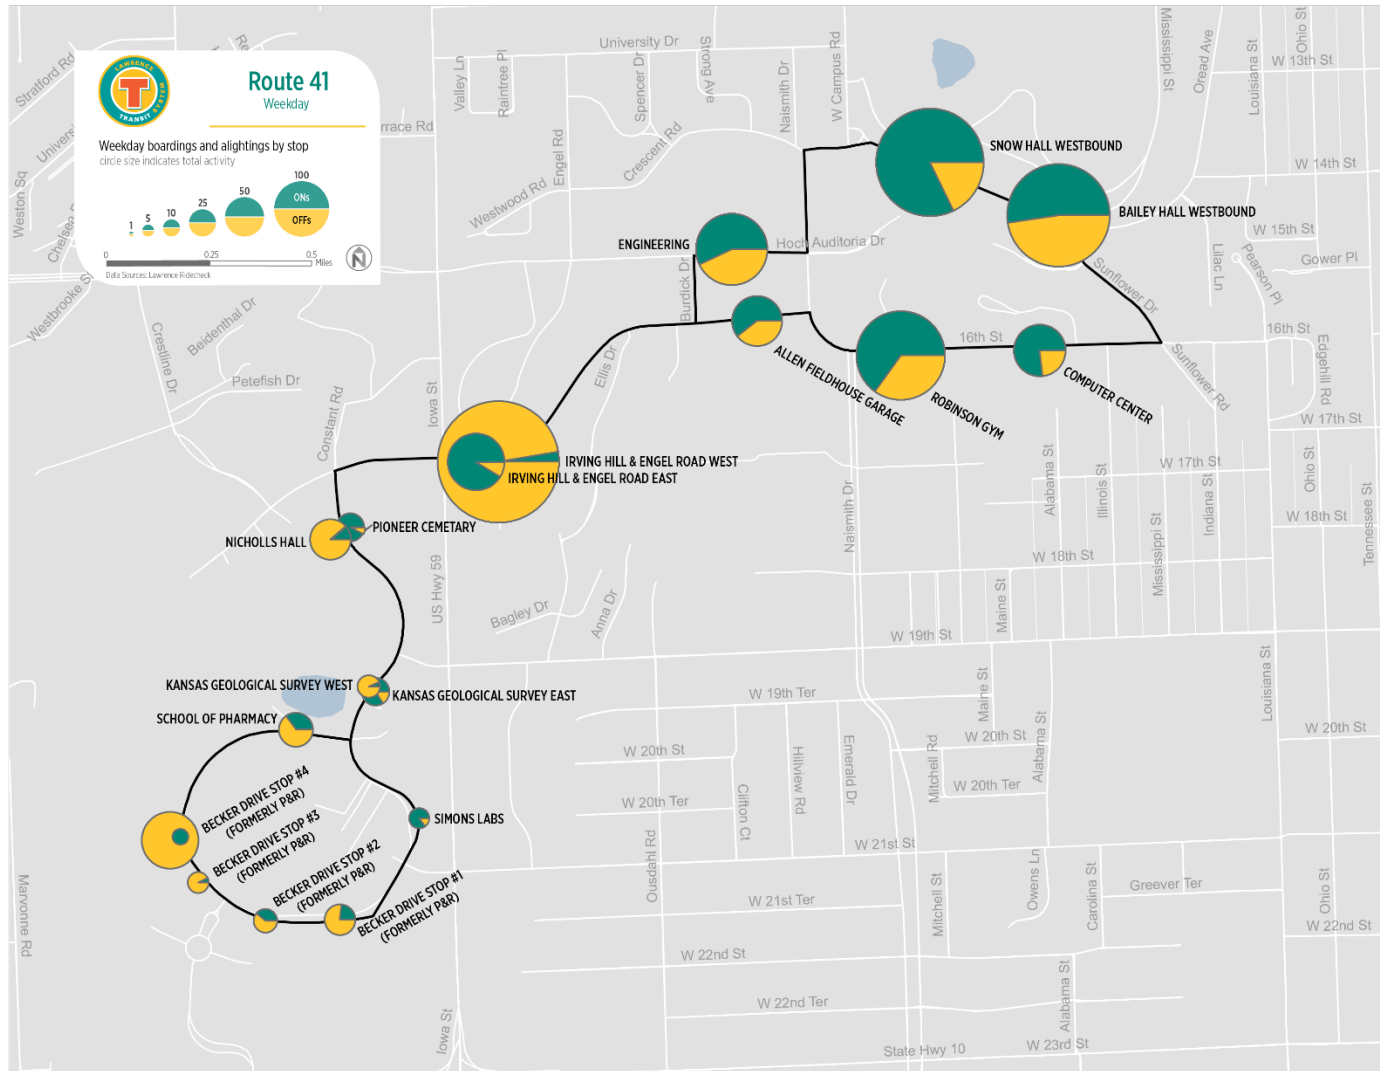 LAWRENCE
T
TRANSIT SYSTEM
Route 41
Weekday
Weekday boardings and alightings by stop
circle size indicates total activity
1
5
10
25
50
100
ONs
OFFs
0
0.25
0.5
Miles
N
Data Sources: Lawrence Ridecheck
Stratford Rd
Weston Sq
Westbrooke S
rrace Rd
University Dr
Valley Ln
Raintree Pl
Spencer Dr
Strong Ave
Naismith Dr
W Campus Rd
Engel Rd
Crescent Rd
Westwood Rd
Mississippi St
Oread Ave
Louisiana St
Ohio St
W 13th St
W 14th St
W 15th St
Gower Pl
Lilac Ln
Pearson Pl
SNOW HALL WESTBOUND
BAILEY HALL WESTBOUND
ENGINEERING
Hoch Auditoria Dr
Burdick Dr
Sunflower Dr
16th St
16th St
Sunflower Rd
Edgehill Rd
ALLEN FIELDHOUSE GARAGE
ROBINSON GYM
COMPUTER CENTER
Crestline Dr
Beidenthal Dr
Petefish Dr
Constant Rd
Iowa St
Ellis Dr
W 17th St
W 17th St
IRVING HILL & ENGEL ROAD WEST
IRVING HILL & ENGEL ROAD EAST
Naismith Dr
Alabama St
Illinois St
Indiana St
Mississippi St
Ohio St
Tennessee St
PIONEER CEMETARY
NICHOLLS HALL
W 18th St
W 18th St
US Hwy 59
Bagley Dr
Anna Dr
Maine St
W 19th St
KANSAS GEOLOGICAL SURVEY WEST
KANSAS GEOLOGICAL SURVEY EAST
W 19th Ter
Maine St
Louisiana St
SCHOOL OF PHARMACY
W 20th St
W 20th St
W 20th St
Hillview Rd
Emerald Dr
Mitchell Rd
Alabama St
BECKER DRIVE STOP #4
(FORMERLY P&R)
W 20th Ter
W 20th Ter
Clifton Ct
BECKER DRIVE STOP #3
(FORMERLY P&R)
SIMONS LABS
W 21st St
BECKER DRIVE STOP #2
(FORMERLY P&R)
BECKER DRIVE STOP #1
(FORMERLY P&R)
Ousdahl Rd
Marvonne Rd
W 21st Ter
Mitchell St
Owens Ln
Carolina St
Greever Ter
Ohio St
W 22nd St
W 22nd St
W 22nd Ter
Alabama St
Iowa St
State Hwy 10
W 23rd St